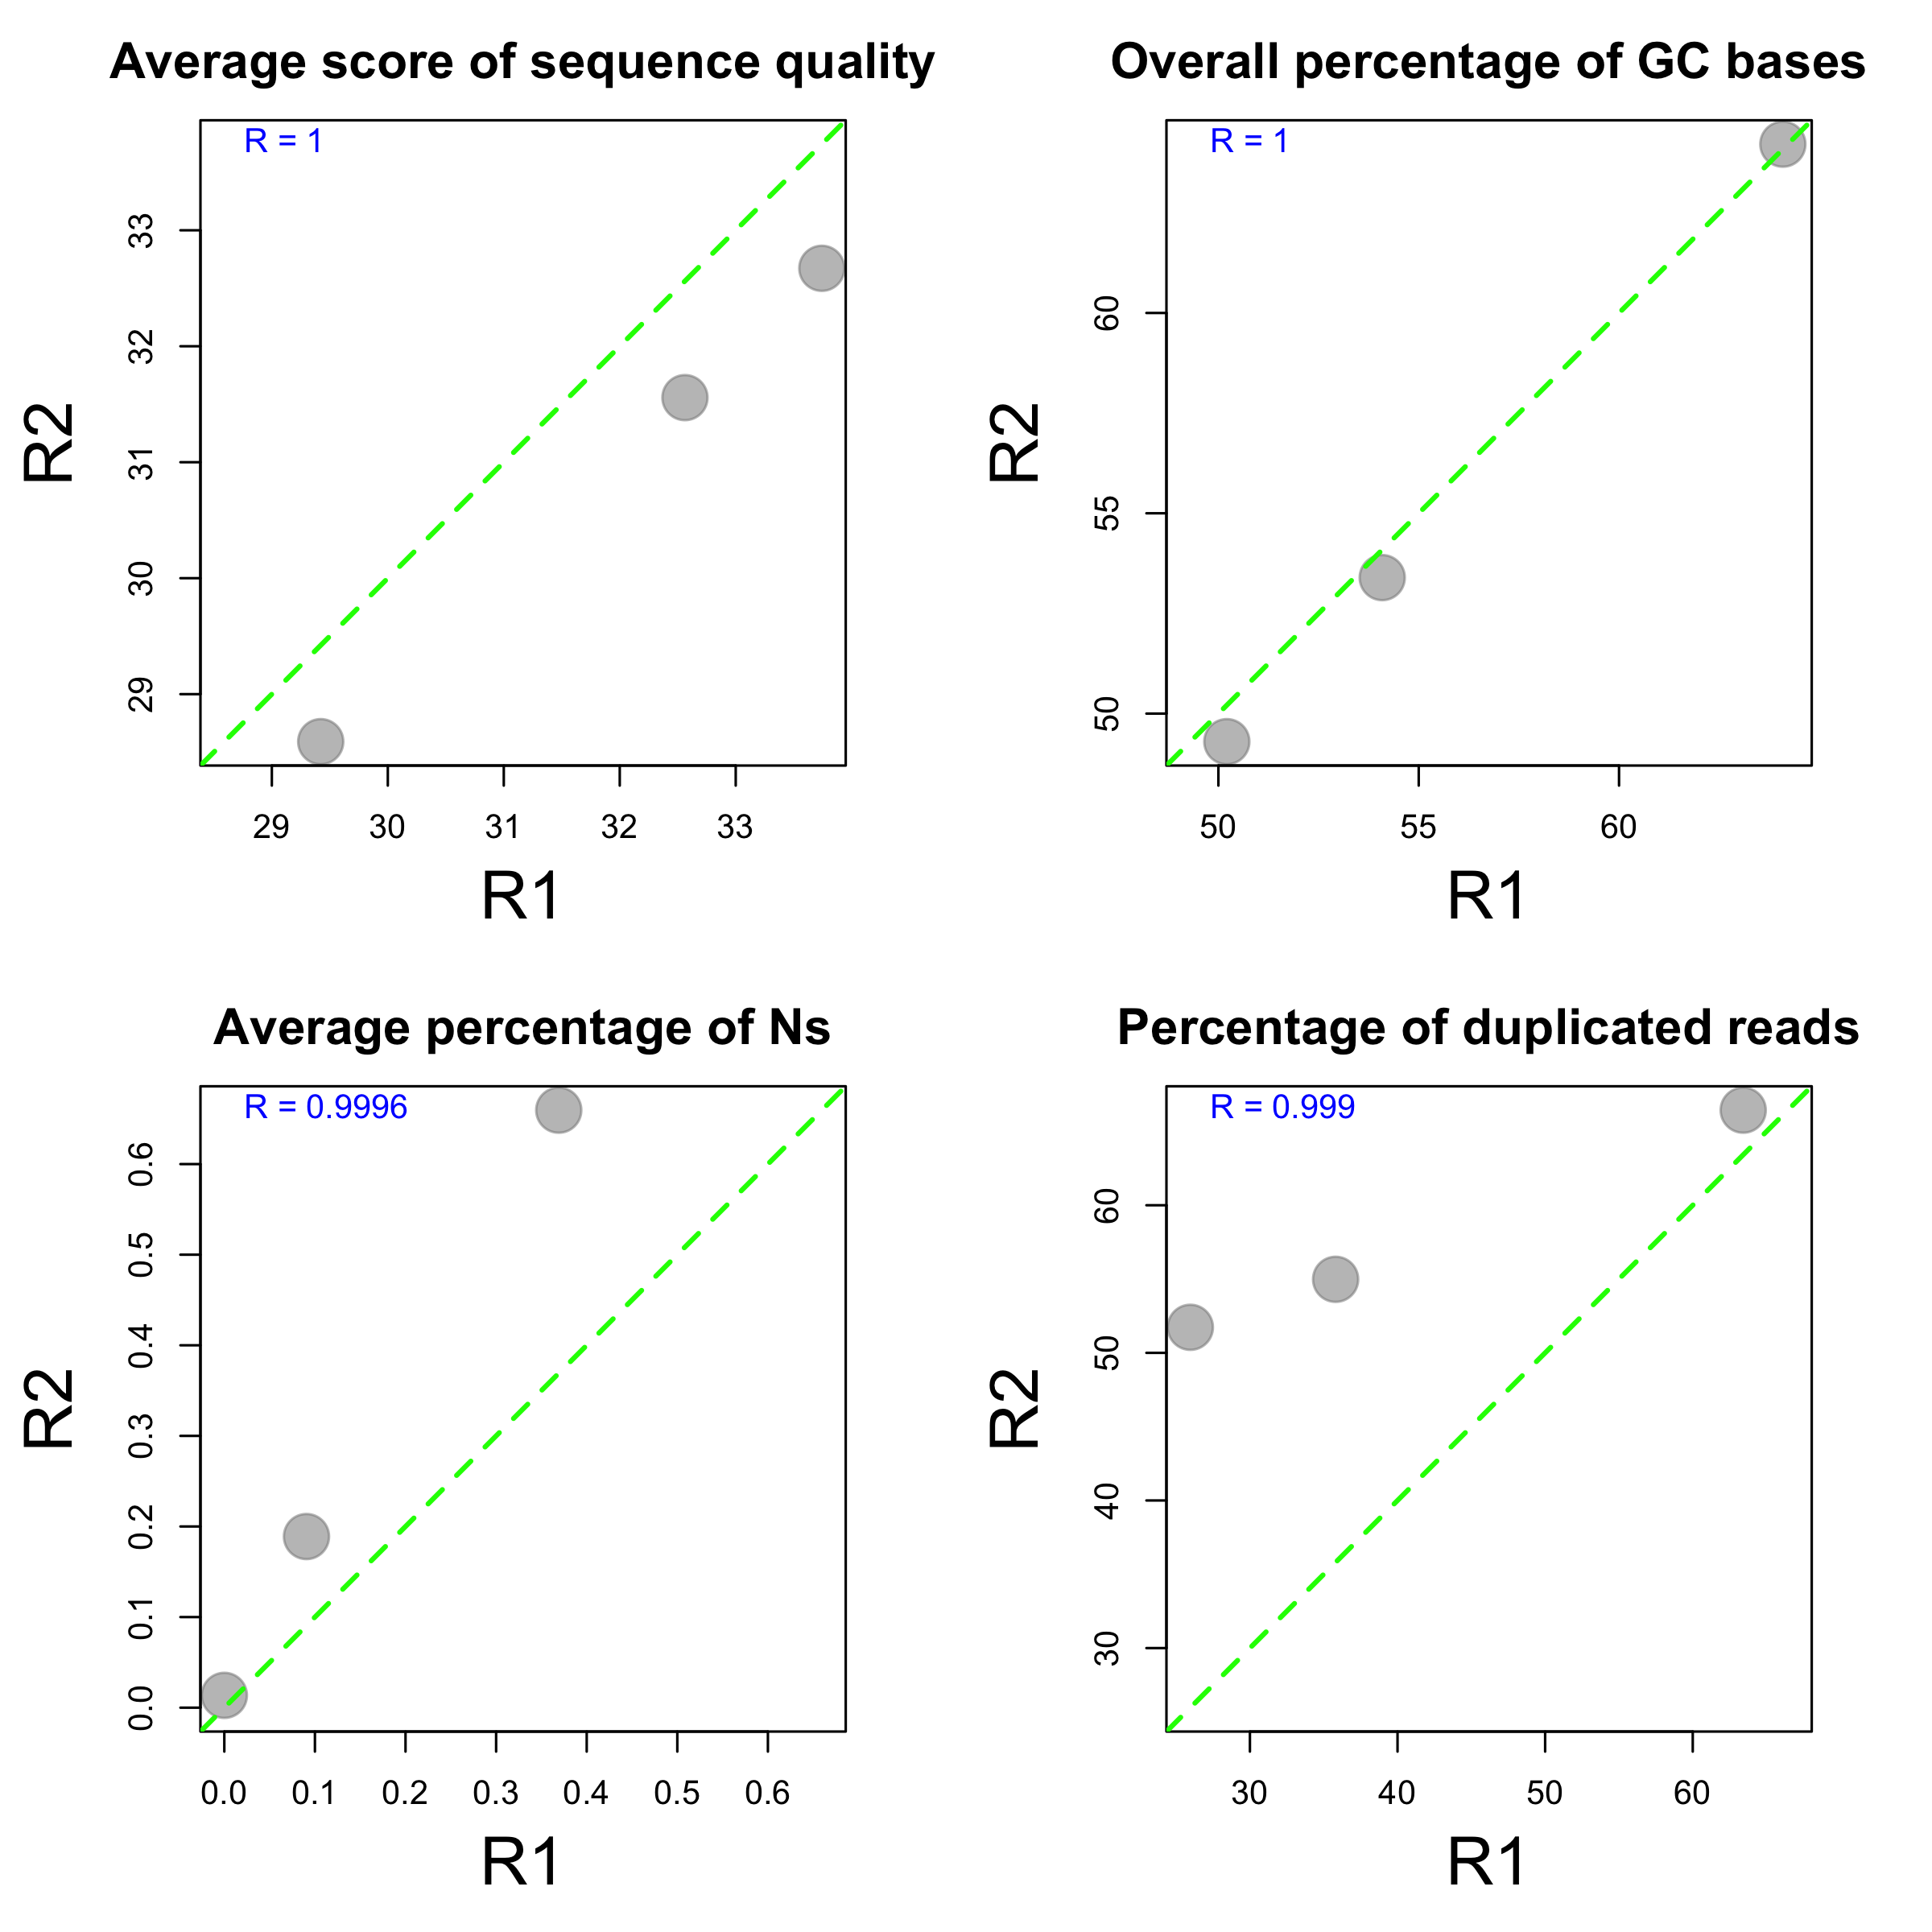 Average score of sequence quality
R = 1
33
32
31
30
29
R2
29 30 31 32 33
R1
Overall percentage of GC bases
R = 1
60
55
50
R2
50 55 60
R1
Average percentage of Ns
R = 0.9996
0.6
0.5
0.4
0.3
0.2
0.1
0.0
R2
0.0 0.1 0.2 0.3 0.4 0.5 0.6
R1
Percentage of duplicated reads
R = 0.999
60
50
40
30
R2
30 40 50 60
R1